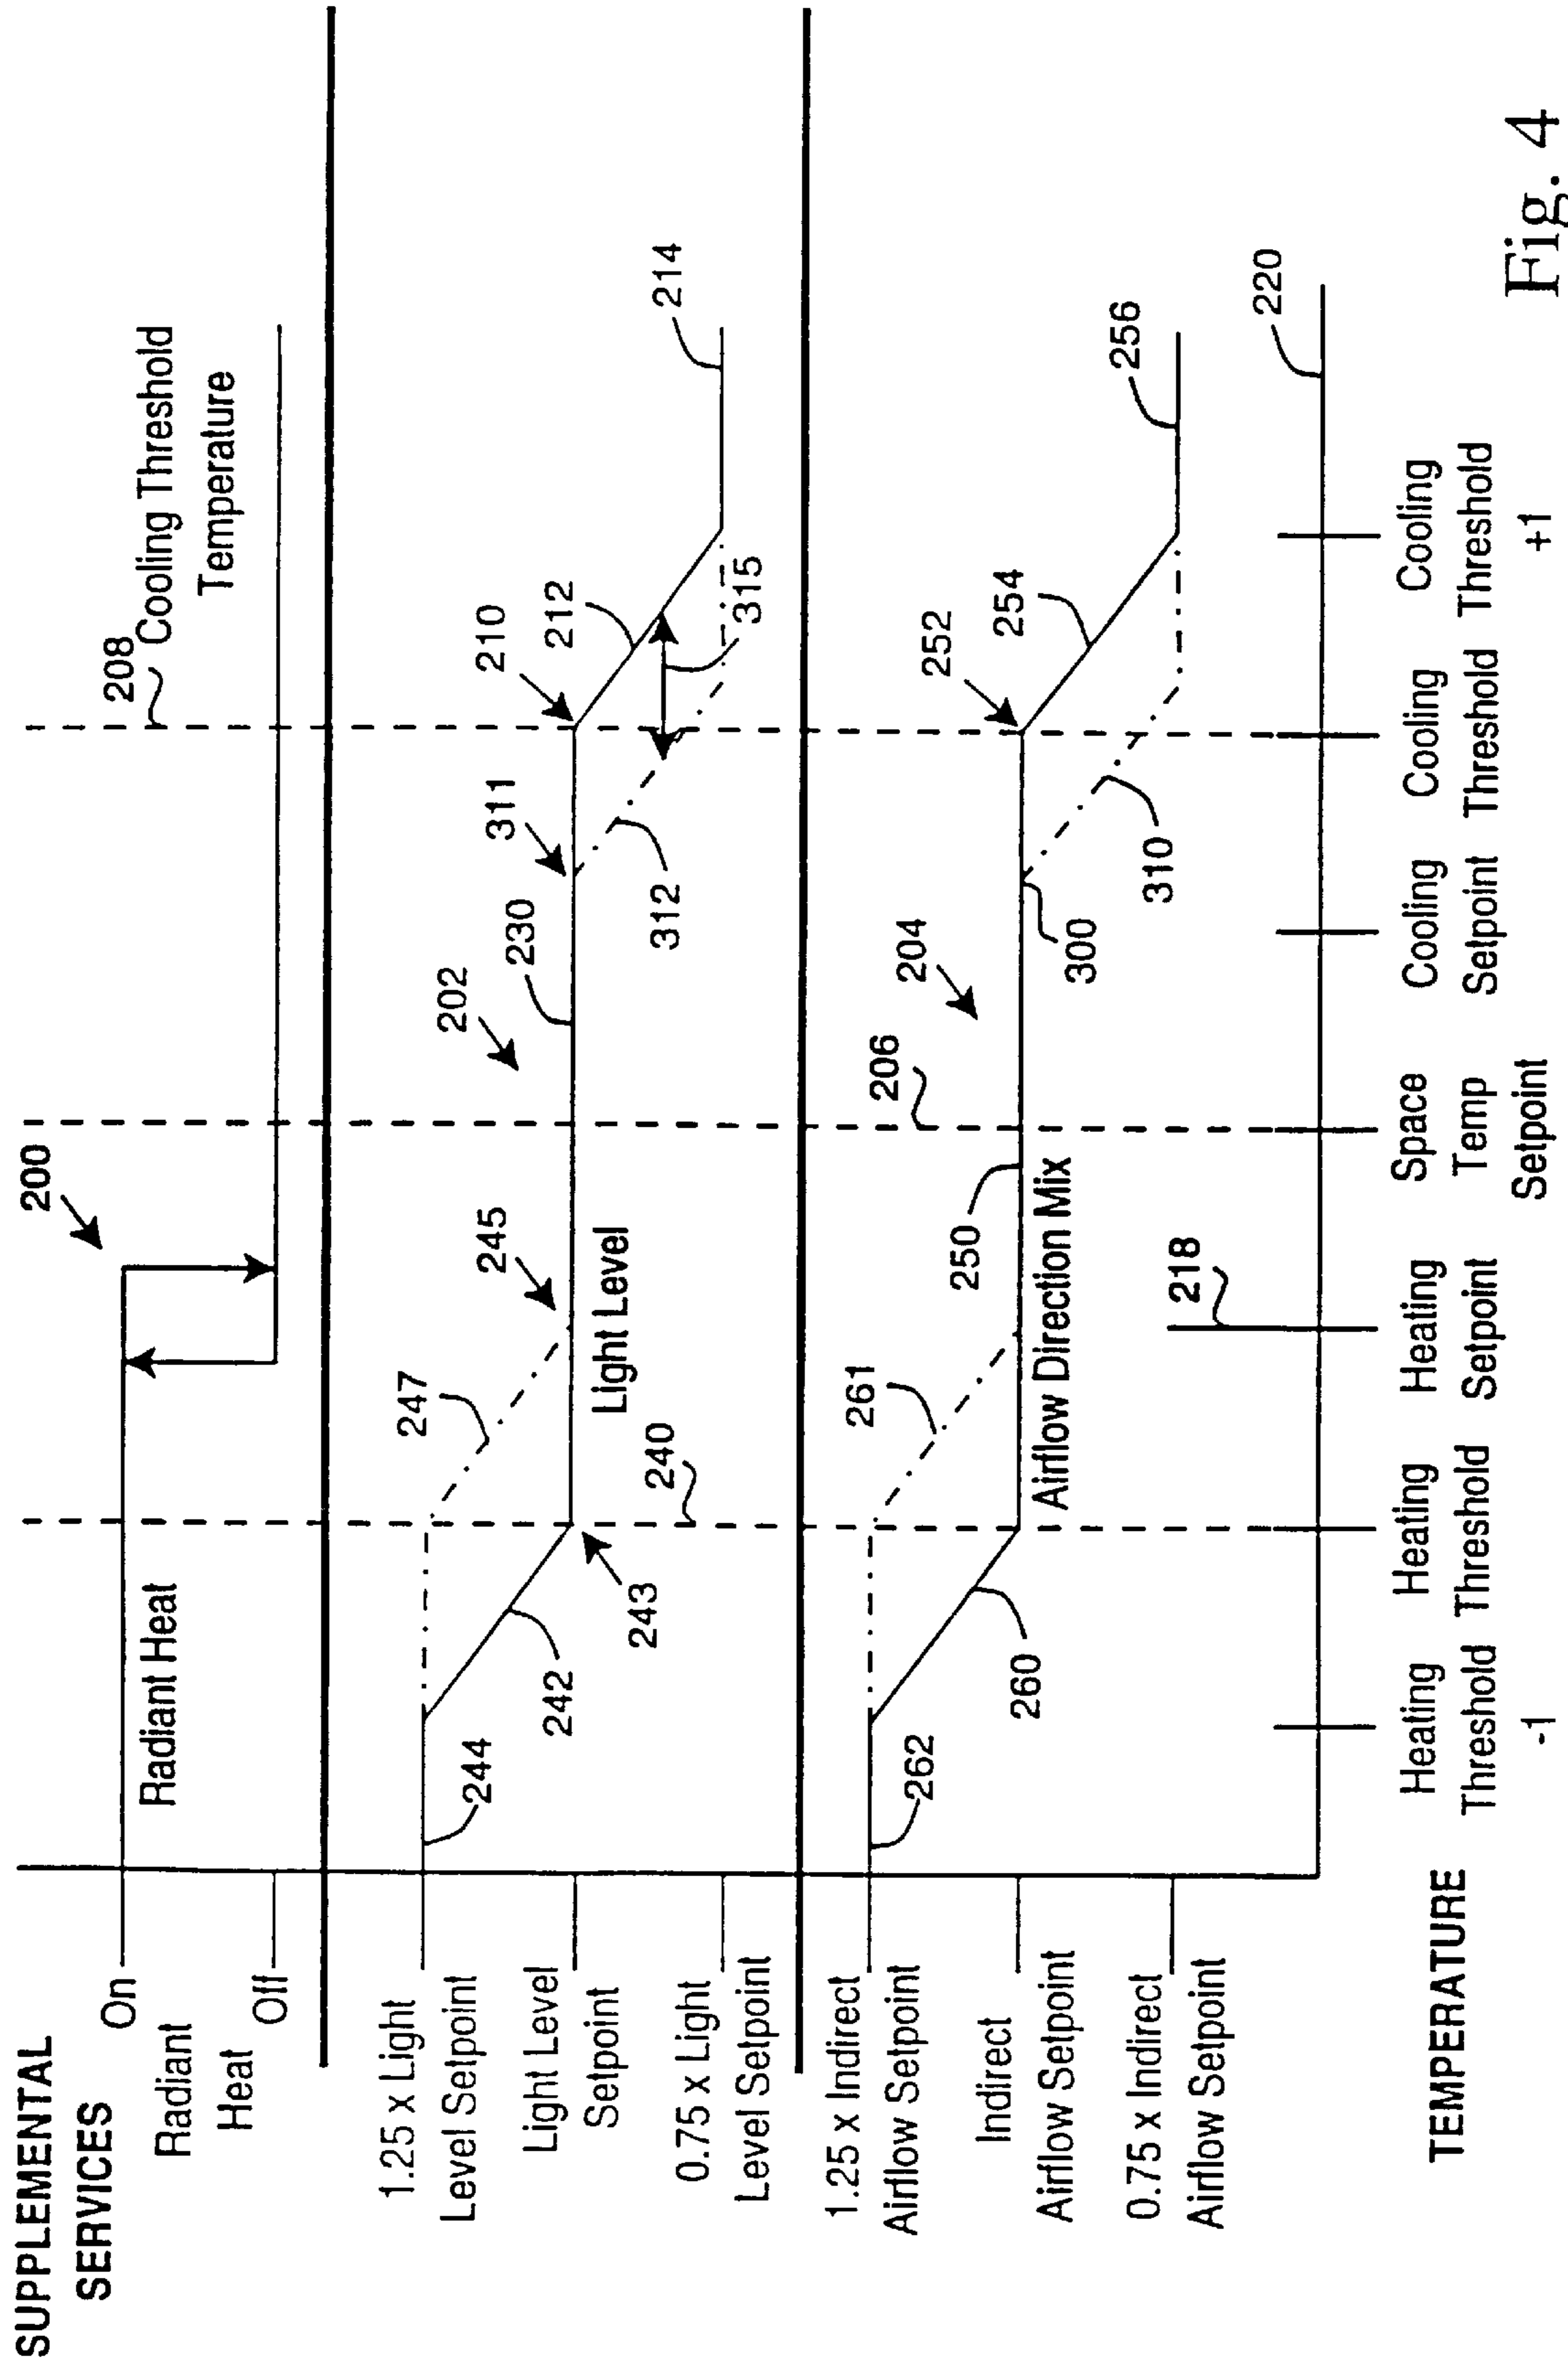 SUPPLEMENTAL
SERVICES
On
Radiant
Heat
Off
Radiant Heat
200
208
Cooling Threshold
Temperature
1.25 x Light
Level Setpoint
Light Level
Setpoint
0.75 x Light
Level Setpoint
244
242
243
247
240
245
Light Level
202
230
311
312
210
212
315
214
1.25 x Indirect
Airflow Setpoint
Indirect
Airflow Setpoint
0.75 x Indirect
Airflow Setpoint
262
260
261
Airflow Direction Mix
250
218
206
204
300
310
252
254
256
220
TEMPERATURE
Heating
Threshold
-1
Heating
Threshold
Heating
Setpoint
Space
Temp
Setpoint
Cooling
Setpoint
Cooling
Threshold
Cooling
Threshold
+1
Fig. 4